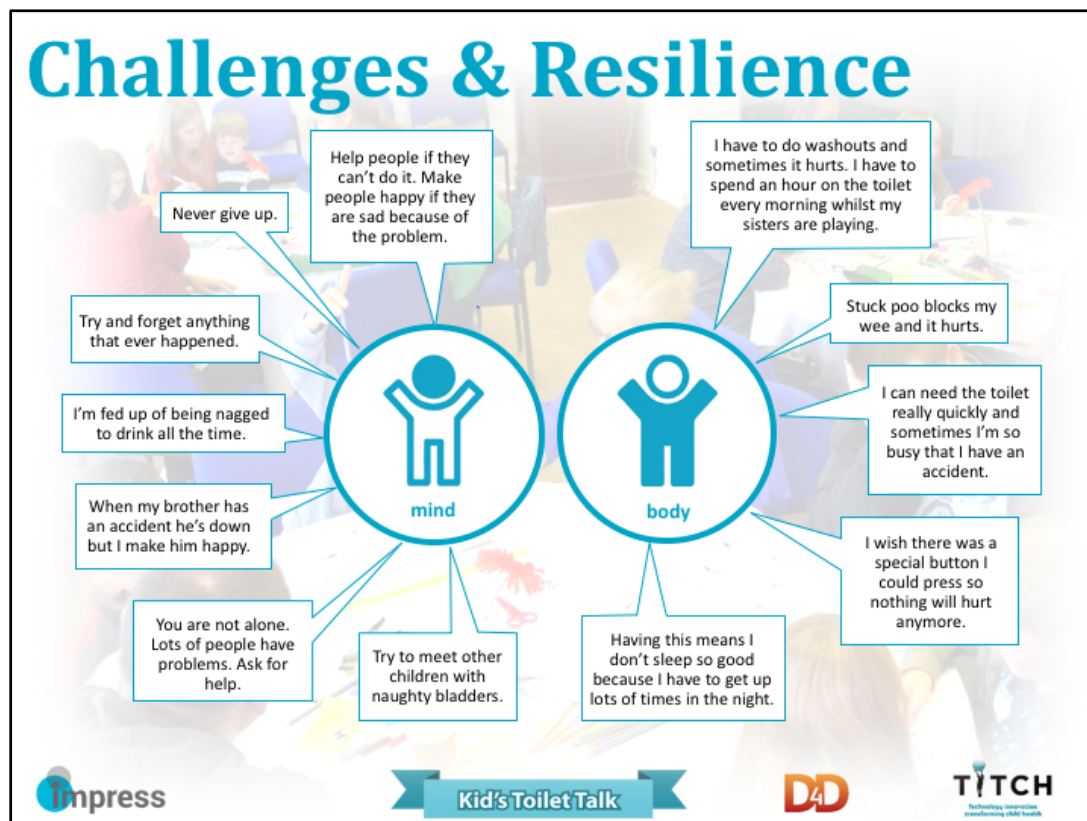 Challenges & Resilience
Help people if they
can't do it. Make
people happy if they
are sad because of
the problem.
Never give up.
Try and forget anything
that ever happened.
I'm fed up of being nagged
to drink all the time.
When my brother has
an accident he's down
but I make him happy.
You are not alone.
Lots of people have
problems. Ask for
help.
Try to meet other
children with
naughty bladders.
mind
I have to do washouts and
sometimes it hurts. I have to
spend an hour on the toilet
every morning whilst my
sisters are playing.
Stuck poo blocks my
wee and it hurts.
I can need the toilet
really quickly and
sometimes I'm so
busy that I have an
accident.
I wish there was a
special button I
could press so
nothing will hurt
anymore.
Having this means I
don't sleep so good
because I have to get up
lots of times in the night.
body
impress
Kid's Toilet Talk
D4D
TITCH
Technology innovation
transforming child health